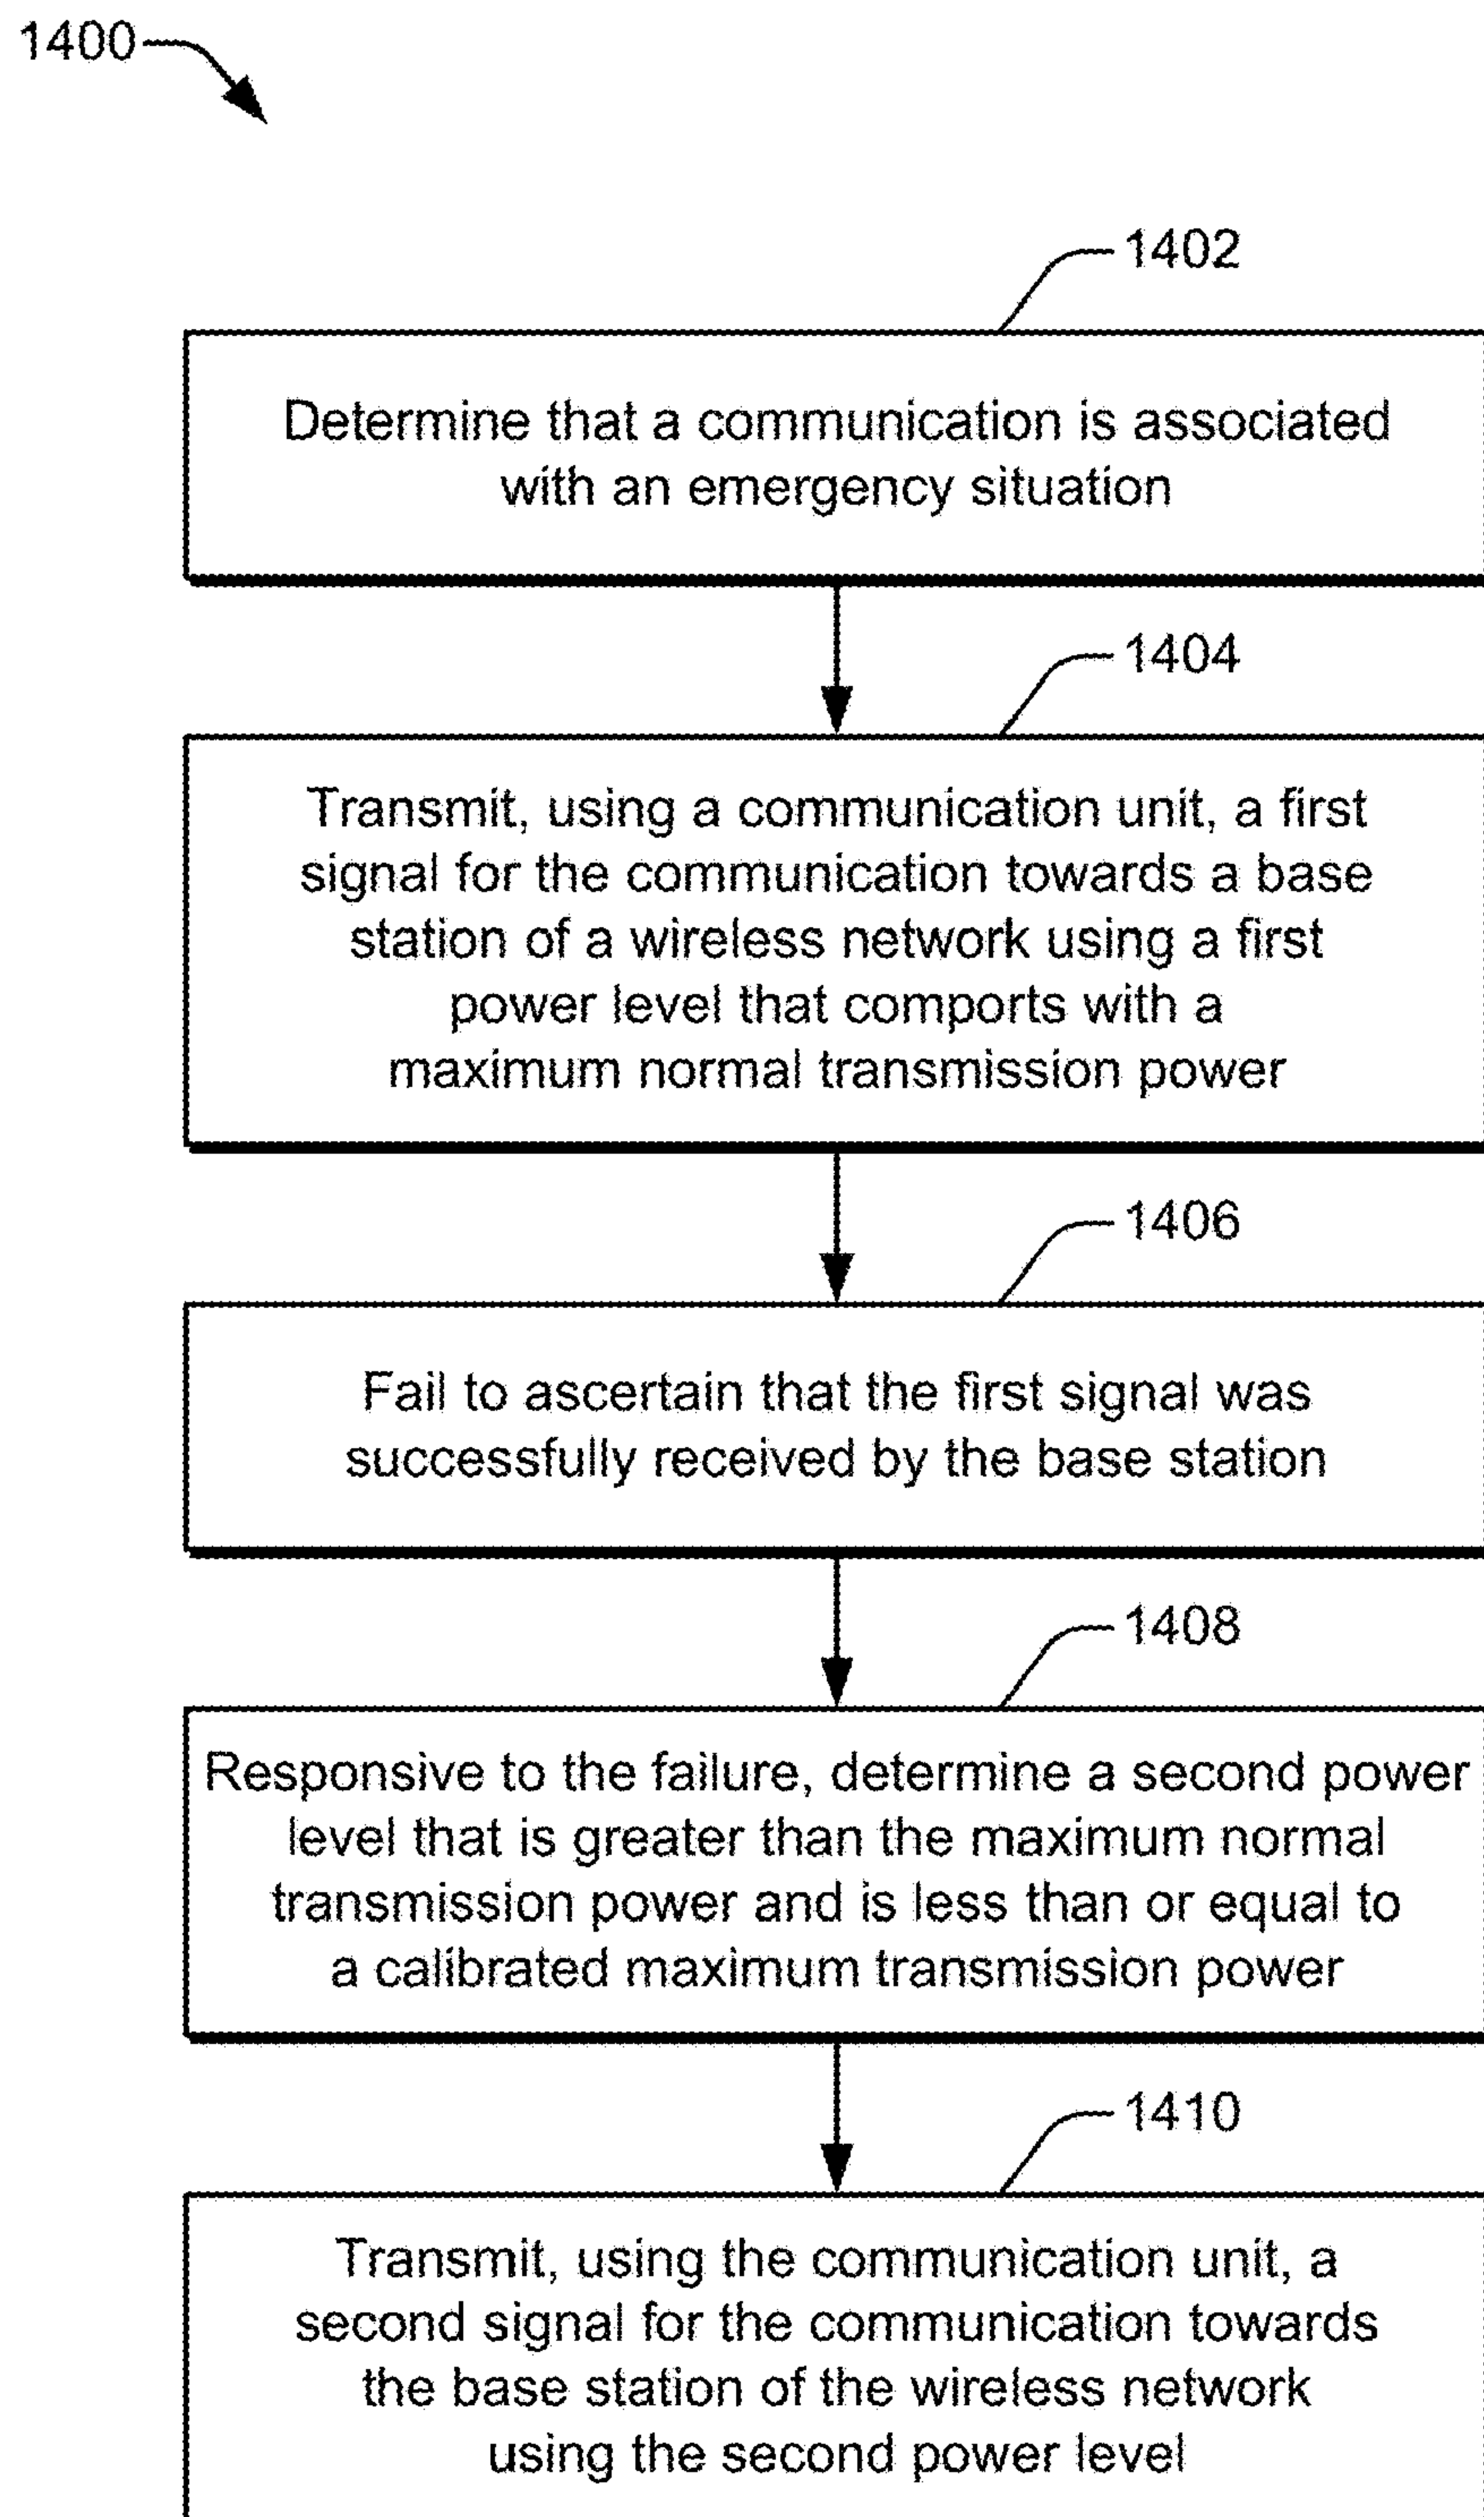 1400
1402
Determine that a communication is associated
with an emergency situation
1404
Transmit, using a communication unit, a first
signal for the communication towards a base
station of a wireless network using a first
power level that comports with a
maximum normal transmission power
1406
Fail to ascertain that the first signal was
successfully received by the base station
1408
Responsive to the failure, determine a second power
level that is greater than the maximum normal
transmission power and is less than or equal to
a calibrated maximum transmission power
1410
Transmit, using the communication unit, a
second signal for the communication towards
the base station of the wireless network
using the second power level